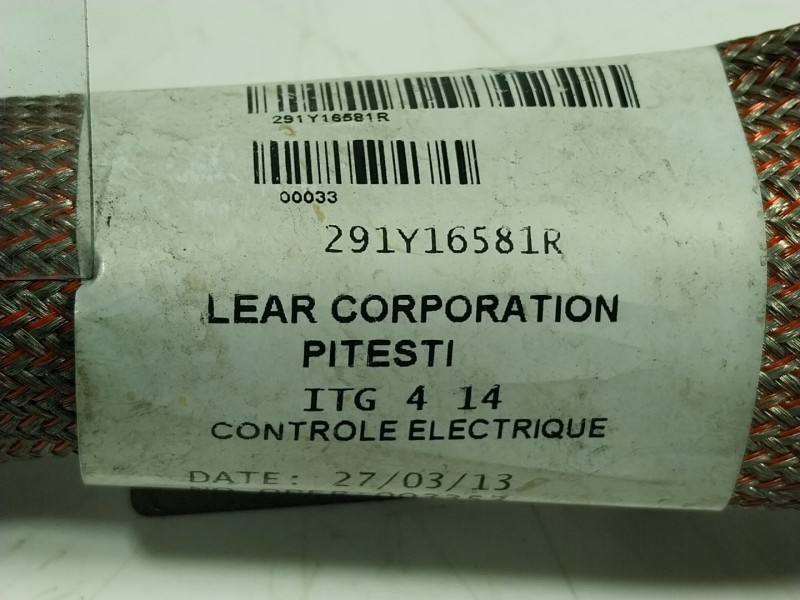 291Y16581R
00033
291Y16581R
LEAR CORPORATION
PITESTI
ITG 4 14
CONTROLE ELECTRIQUE
DATE: 27/03/13